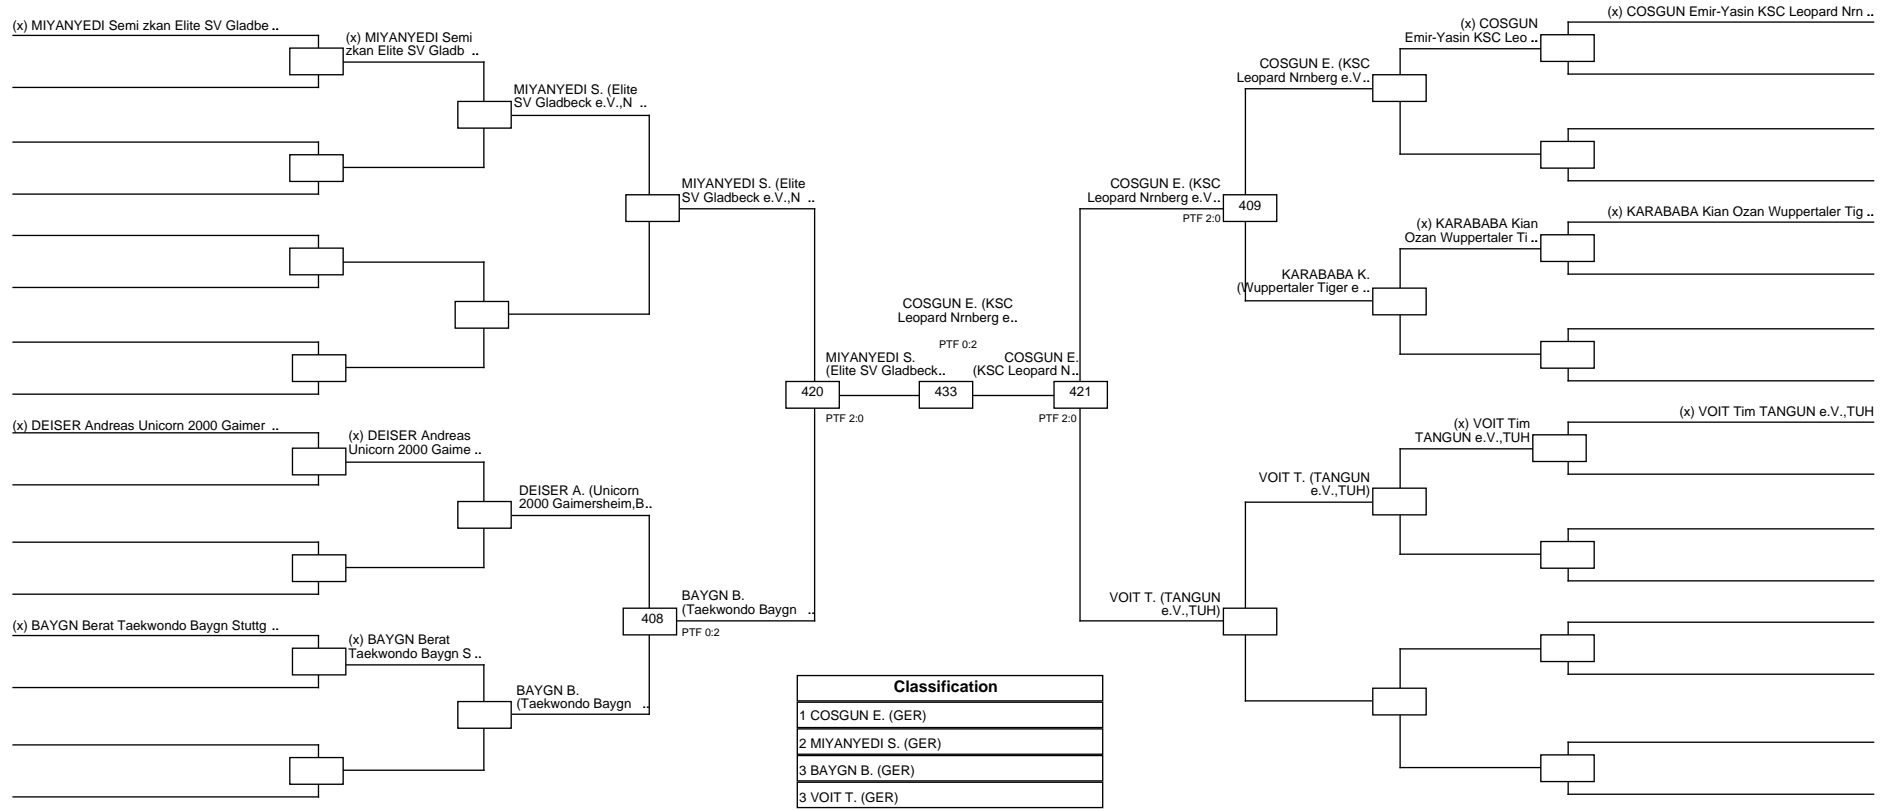 (x) MIYANYEDI Semi zkan Elite SV Gladbe ..
(x) MIYANYEDI Semi
zkan Elite SV Gladb ..
MIYANYEDI S. (Elite
SV Gladbeck e.V.,N ..
MIYANYEDI S. (Elite
SV Gladbeck e.V.,N ..
(x) DEISER Andreas Unicorn 2000 Gaimer ..
(x) DEISER Andreas
Unicorn 2000 Gaime ..
DEISER A. (Unicorn
2000 Gaimersheim,B..
(x) BAYGN Berat Taekwondo Baygn Stuttg ..
(x) BAYGN Berat
Taekwondo Baygn S ..
BAYGN B.
(Taekwondo Baygn ..
408
BAYGN B.
(Taekwondo Baygn ..
PTF 0:2
420
MIYANYEDI S.
(Elite SV Gladbeck..
PTF 2:0
COSGUN E. (KSC
Leopard Nrnberg e..
PTF 0:2
433
COSGUN E.
(KSC Leopard N..
421
PTF 2:0
COSGUN E. (KSC
Leopard Nrnberg e.V..
409
PTF 2:0
COSGUN E. (KSC
Leopard Nrnberg e.V..
(x) COSGUN
Emir-Yasin KSC Leo ..
(x) COSGUN Emir-Yasin KSC Leopard Nrn ..
KARABABA K.
(Wuppertaler Tiger e ..
(x) KARABABA Kian
Ozan Wuppertaler Ti ..
(x) KARABABA Kian Ozan Wuppertaler Tig ..
VOIT T. (TANGUN
e.V.,TUH)
VOIT T. (TANGUN
e.V.,TUH)
(x) VOIT Tim
TANGUN e.V.,TUH
(x) VOIT Tim TANGUN e.V.,TUH
Classification
1 COSGUN E. (GER)
2 MIYANYEDI S. (GER)
3 BAYGN B. (GER)
3 VOIT T. (GER)